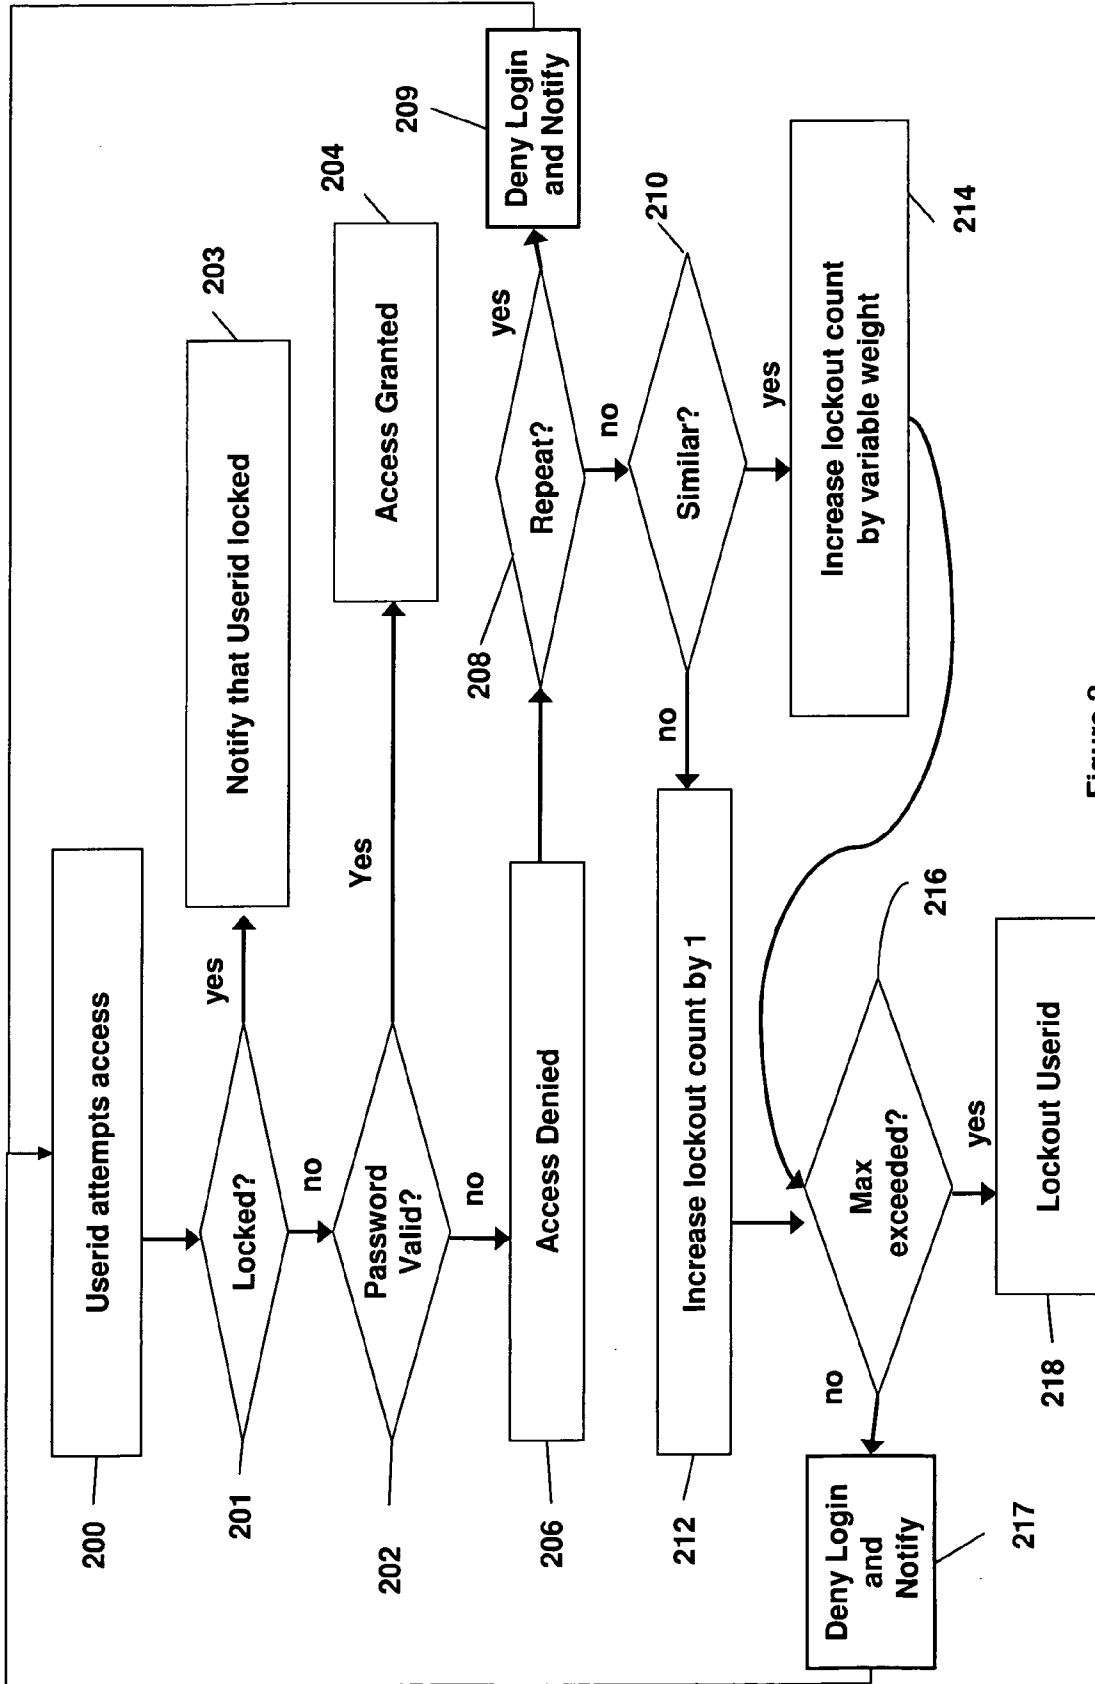 200
Userid attempts access
201
Locked?
yes
Notify that Userid locked
203
no
202
Password
Valid?
Yes
Access Granted
204
no
206
Access Denied
208
Repeat?
yes
Deny Login
and Notify
209
no
Similar?
210
no
yes
212
Increase lockout count by 1
Increase lockout count
by variable weight
214
Max
exceeded?
216
no
yes
Deny Login
and
Notify
217
218
Lockout Userid